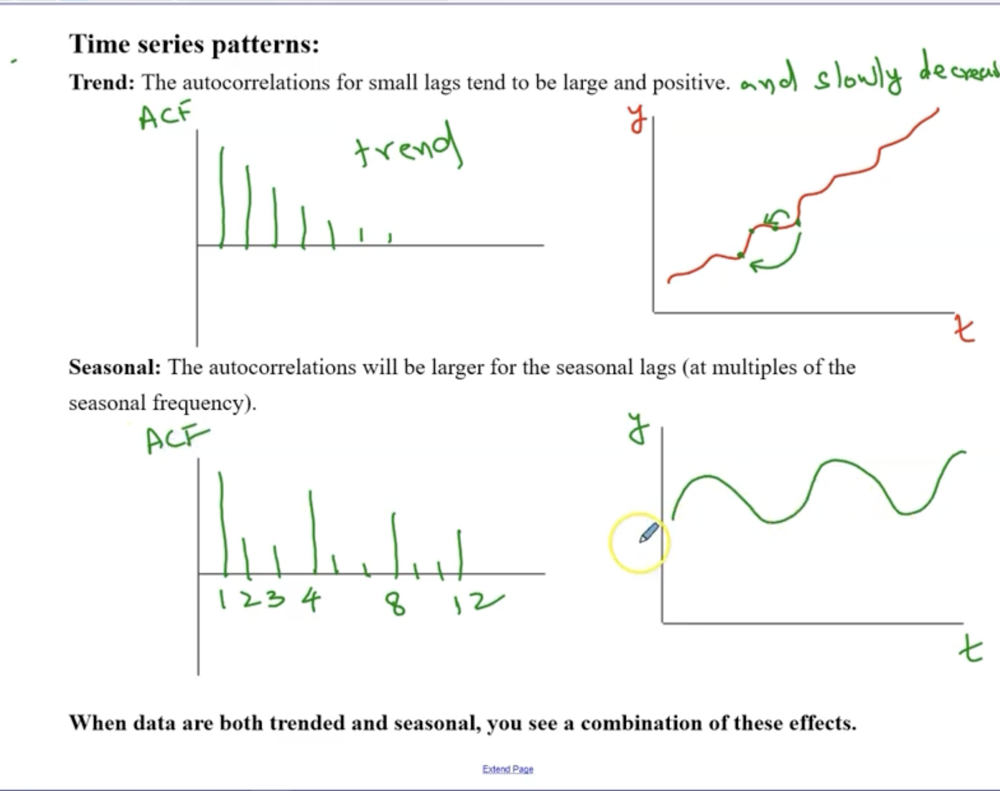 Time series patterns:
Trend: The autocorrelations for small lags tend to be large and positive. and slowly
ACF
trend
y
t
Seasonal: The autocorrelations will be larger for the seasonal lags (at multiples of the
seasonal frequency).
ACF
y
1 2 3 4 8 12
t
When data are both trended and seasonal, you see a combination of these effects.
Extend Page